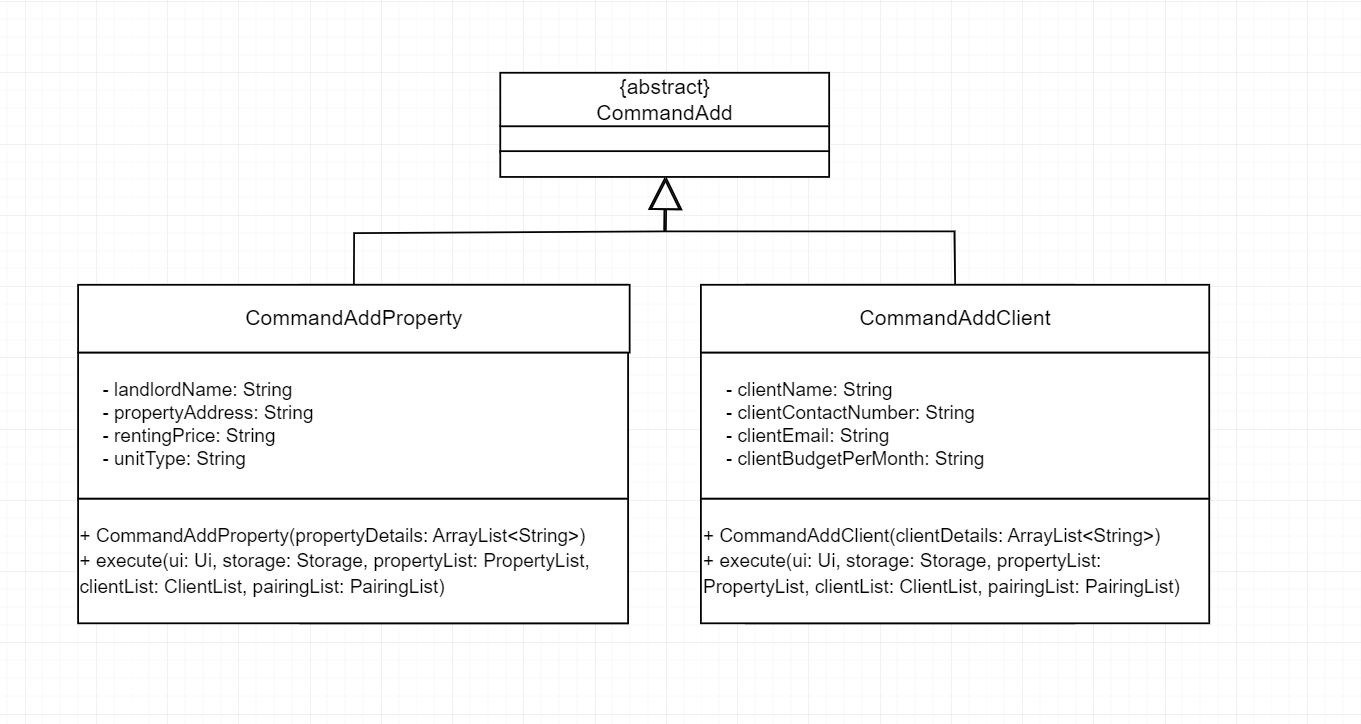 {abstract}
CommandAdd
CommandAddProperty
- landlordName: String
- propertyAddress: String
- rentingPrice: String
- unitType: String
+ CommandAddProperty(propertyDetails: ArrayList<String>)
+ execute(ui: Ui, storage: Storage, propertyList: PropertyList,
clientList: ClientList, pairingList: PairingList)
CommandAddClient
- clientName: String
- clientContactNumber: String
- clientEmail: String
- clientBudgetPerMonth: String
+ CommandAddClient(clientDetails: ArrayList<String>)
+ execute(ui: Ui, storage: Storage, propertyList:
PropertyList, clientList: ClientList, pairingList: PairingList)